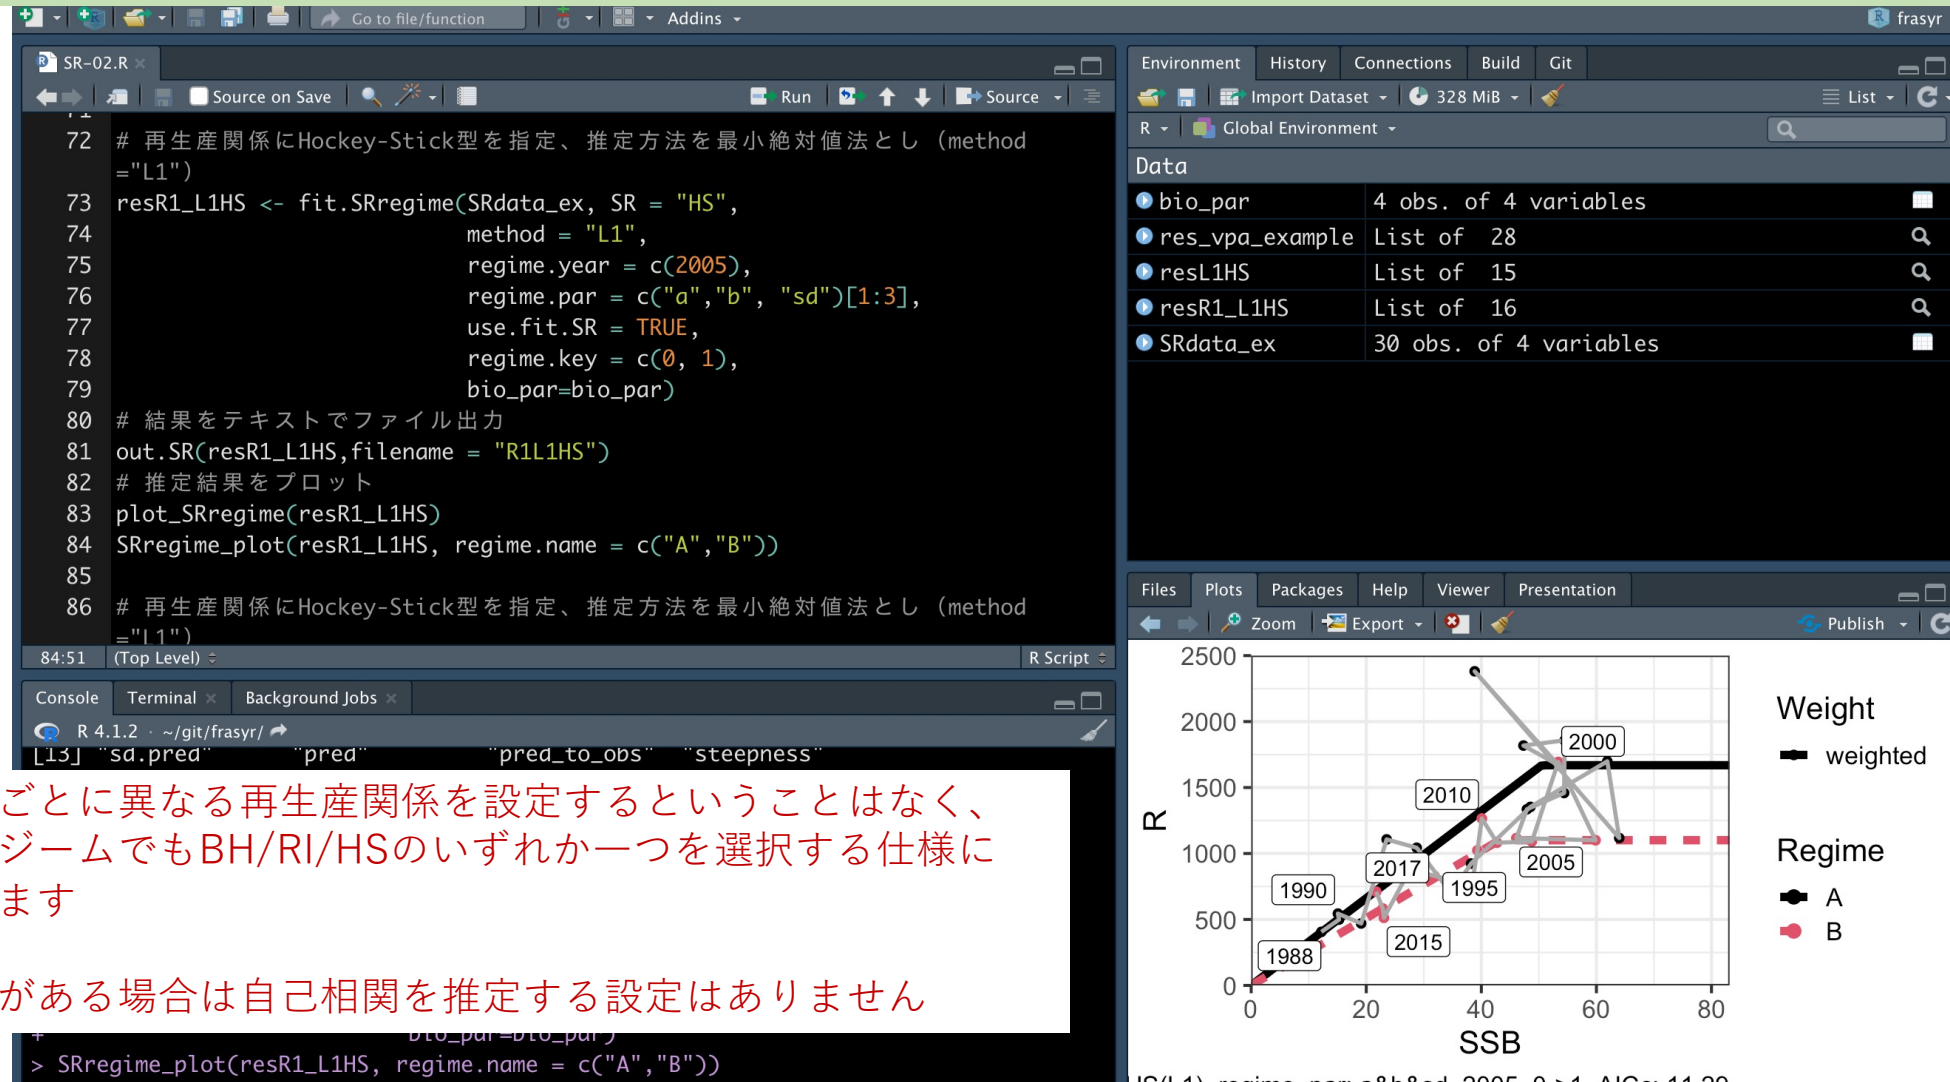 Go to file/function
Addins
frasyr
SR-02.R
Source on Save
Run
Source
71
72 # 再生産関係にHockey-Stick型を指定、推定方法を最小絶対値法とし (method
="L1")
73 resR1_L1HS <- fit.SRregime(SRdata_ex, SR = "HS",
74 method = "L1",
75 regime.year = c(2005),
76 regime.par = c("a","b", "sd")[1:3],
77 use.fit.SR = TRUE,
78 regime.key = c(0, 1),
79 bio_par=bio_par)
80 # 結果をテキストでファイル出力
81 out.SR(resR1_L1HS,filename = "R1L1HS")
82 # 推定結果をプロット
83 plot_SRregime(resR1_L1HS)
84 SRregime_plot(resR1_L1HS, regime.name = c("A","B"))
85
86 # 再生産関係にHockey-Stick型を指定、推定方法を最小絶対値法とし (method
="L1")
84:51 (Top Level) R Script
Console Terminal Background Jobs
R 4.1.2 · ~/git/frasyr/
[13] "sd.pred" "pred" "pred_to_obs" "steepness"
ごとに異なる再生産関係を設定するということはなく、
ジームでもBH/RI/HSのいずれか一つを選択する仕様に
ます
がある場合は自己相関を推定する設定はありません
+ bio_par=bio_par)
> SRregime_plot(resR1_L1HS, regime.name = c("A","B"))
Environment History Connections Build Git
Import Dataset 328 MiB List
R Global Environment
Data
bio_par 4 obs. of 4 variables
res_vpa_example List of 28
resL1HS List of 15
resR1_L1HS List of 16
SRdata_ex 30 obs. of 4 variables
Files Plots Packages Help Viewer Presentation
Zoom Export Publish
2500
2000
1500
1000
500
0
R
2000
2010
2017
2005
1990
1995
2015
1988
0 20 40 60 80
SSB
Weight
weighted
Regime
A
B
HS(L1), regime_par: a&b&sd, 2005, 0->1, AICc: 11.29